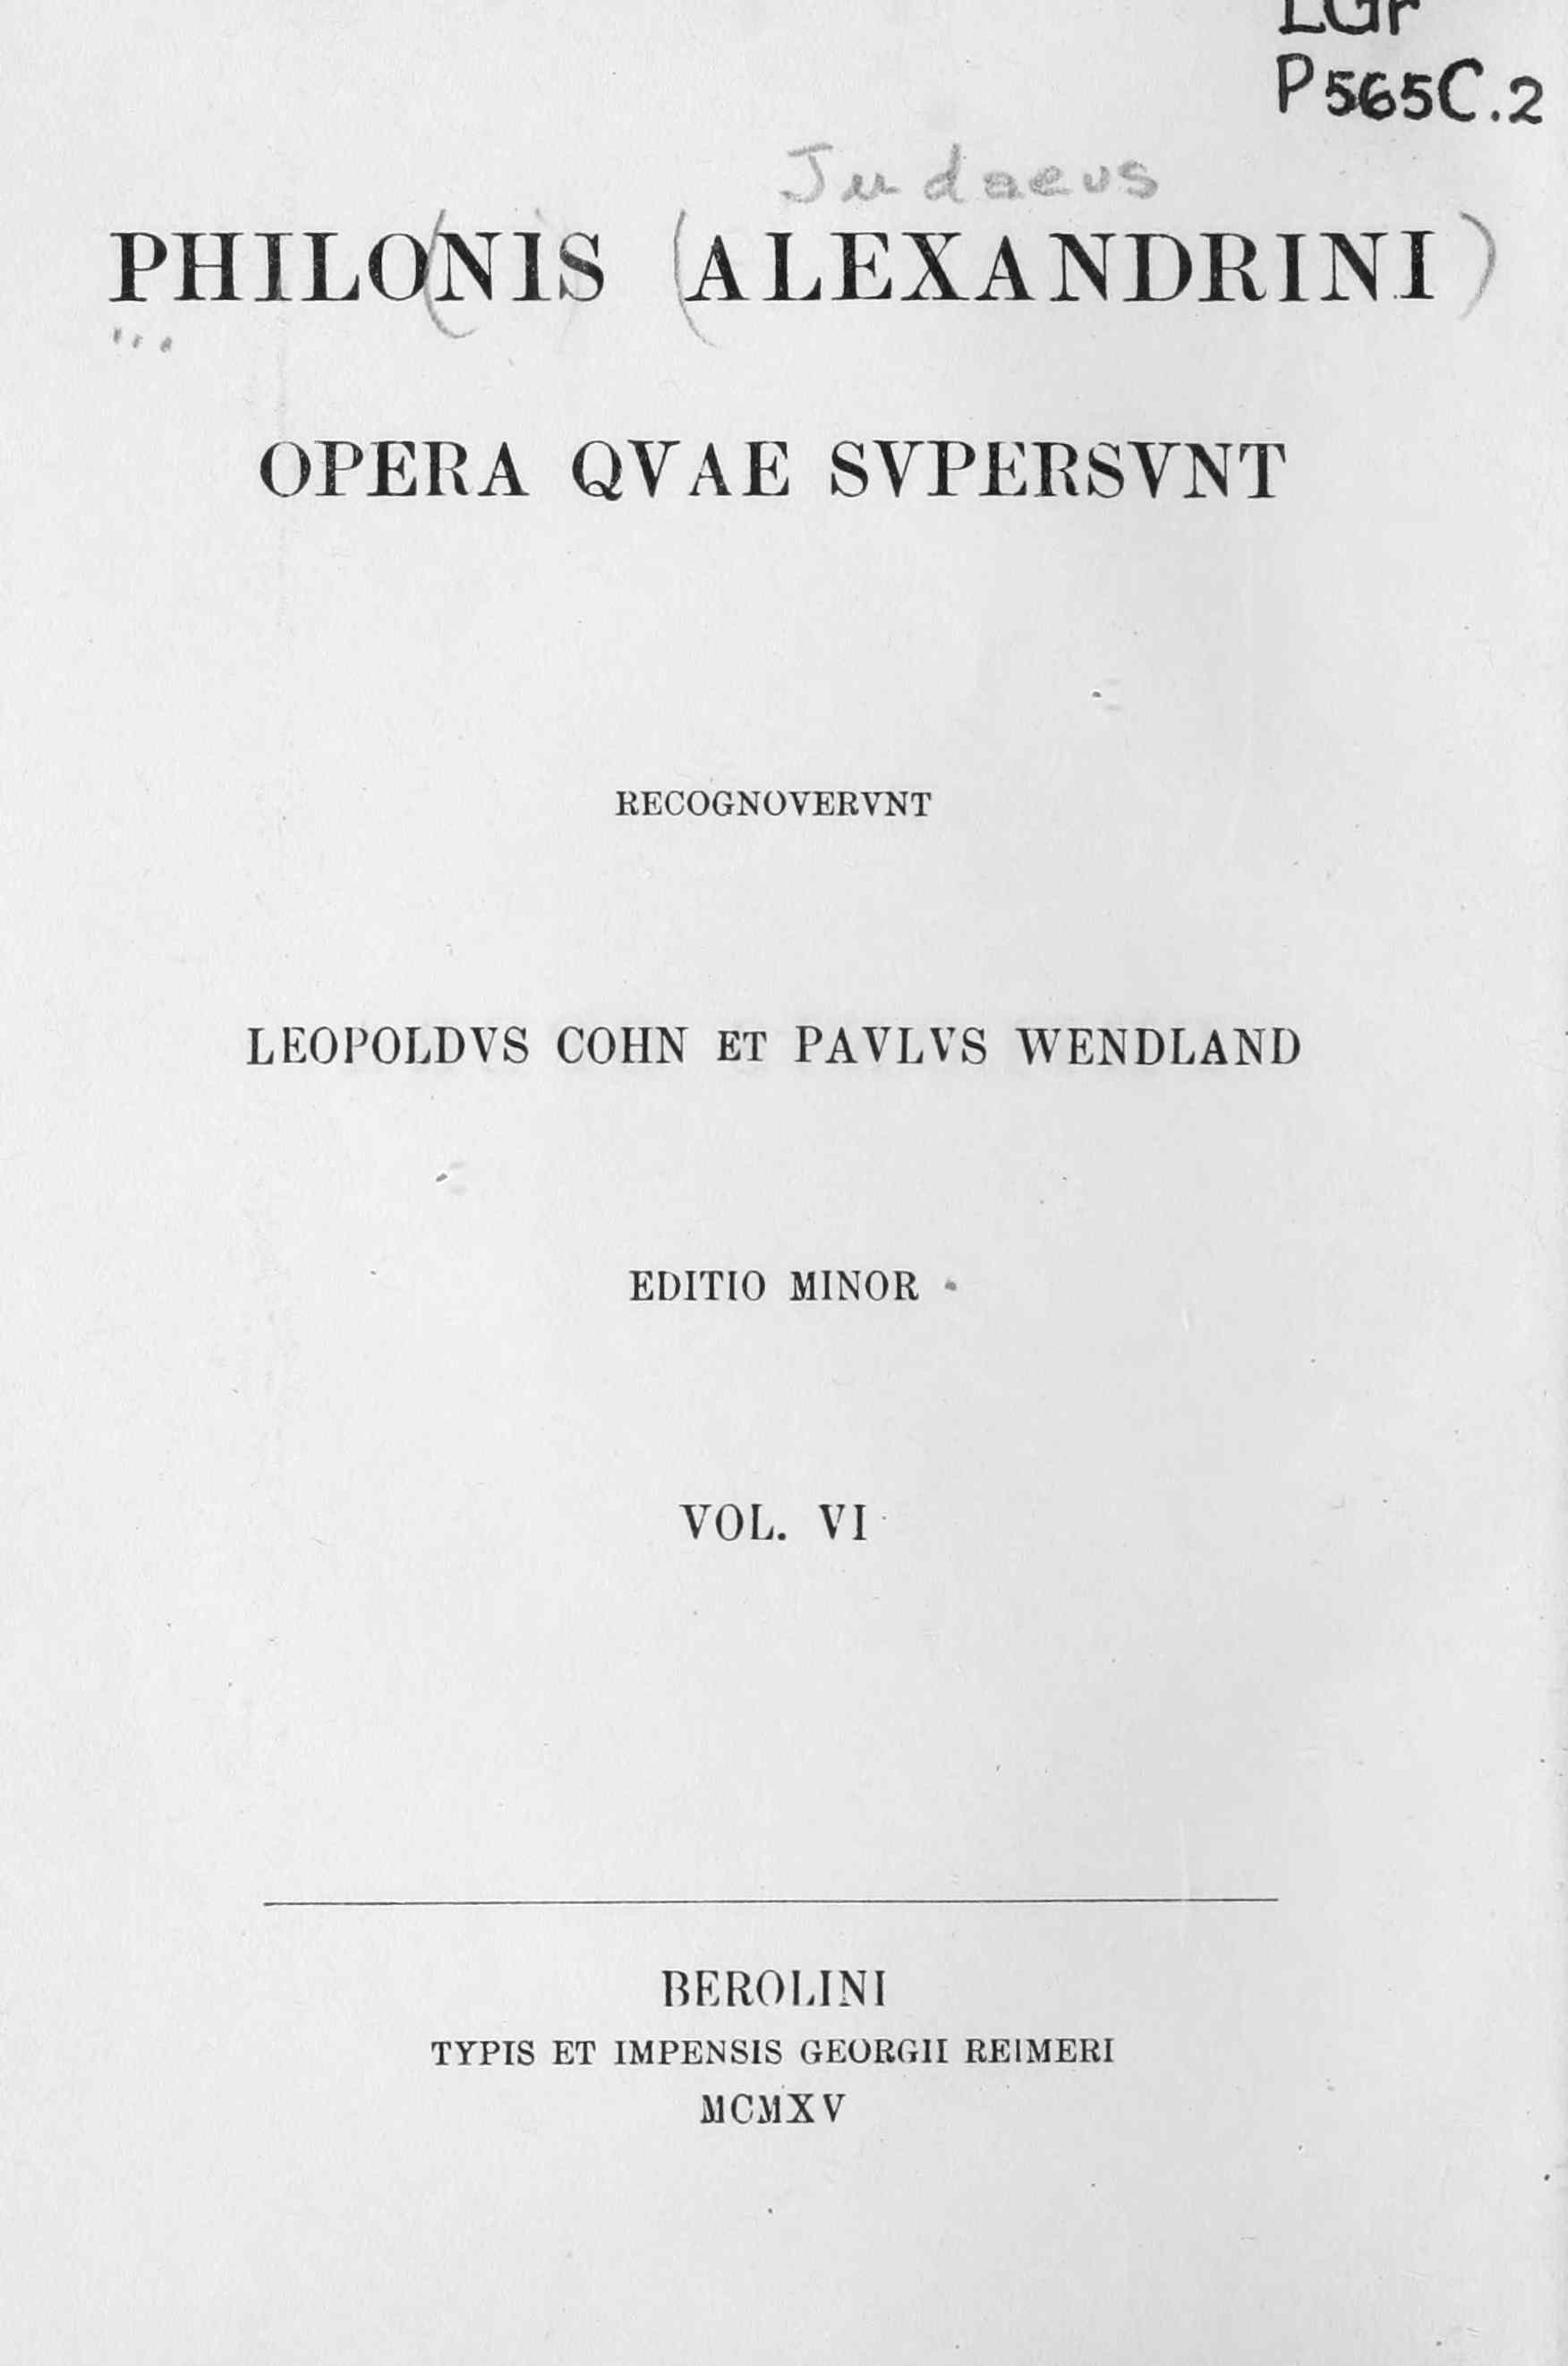 LGr
P565C.2
Judaeus
PHILONIS (ALEXANDRINI)
OPERA QVAE SVPERSVNT
RECOGNOVERVNT
LEOPOLDVS COHN ET PAVLVS WENDLAND
EDITIO MINOR
VOL. VI
BEROLINI
TYPIS ET IMPENSIS GEORGII REIMERI
MCMXV